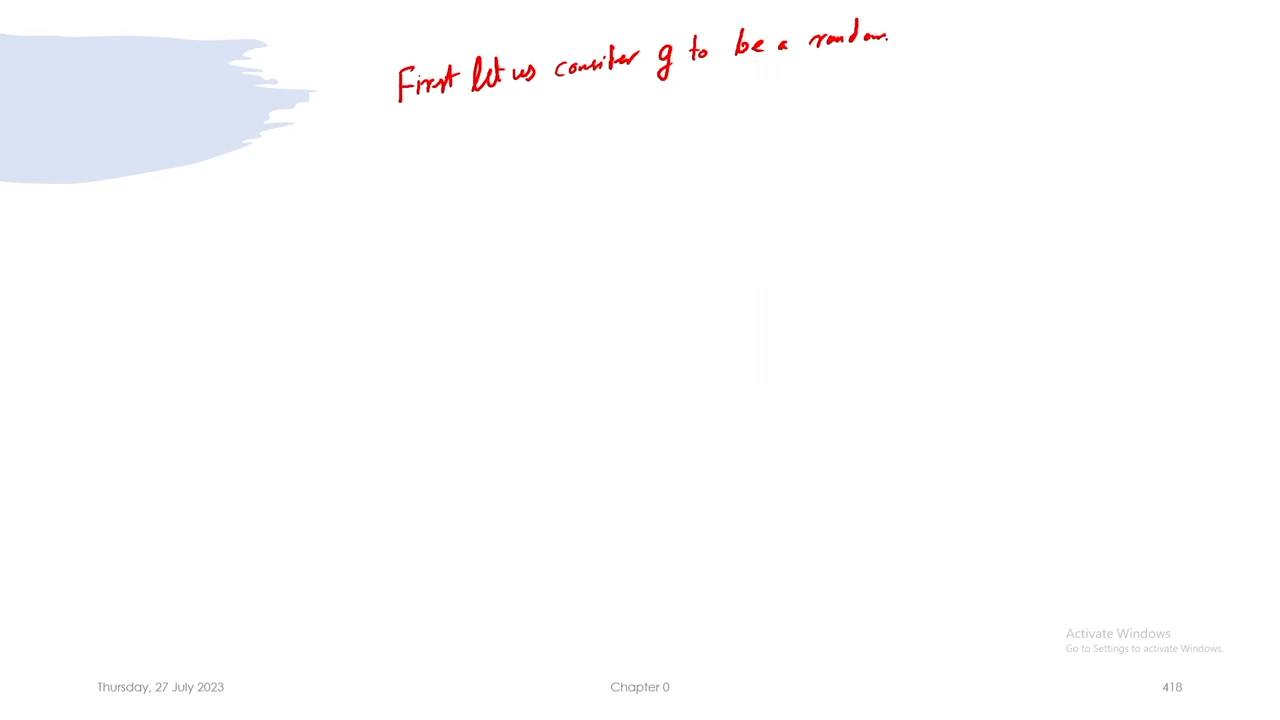 First let us consider g to be a random
Activate Windows
Go to Settings to activate Windows.
Thursday, 27 July 2023
Chapter 0
418